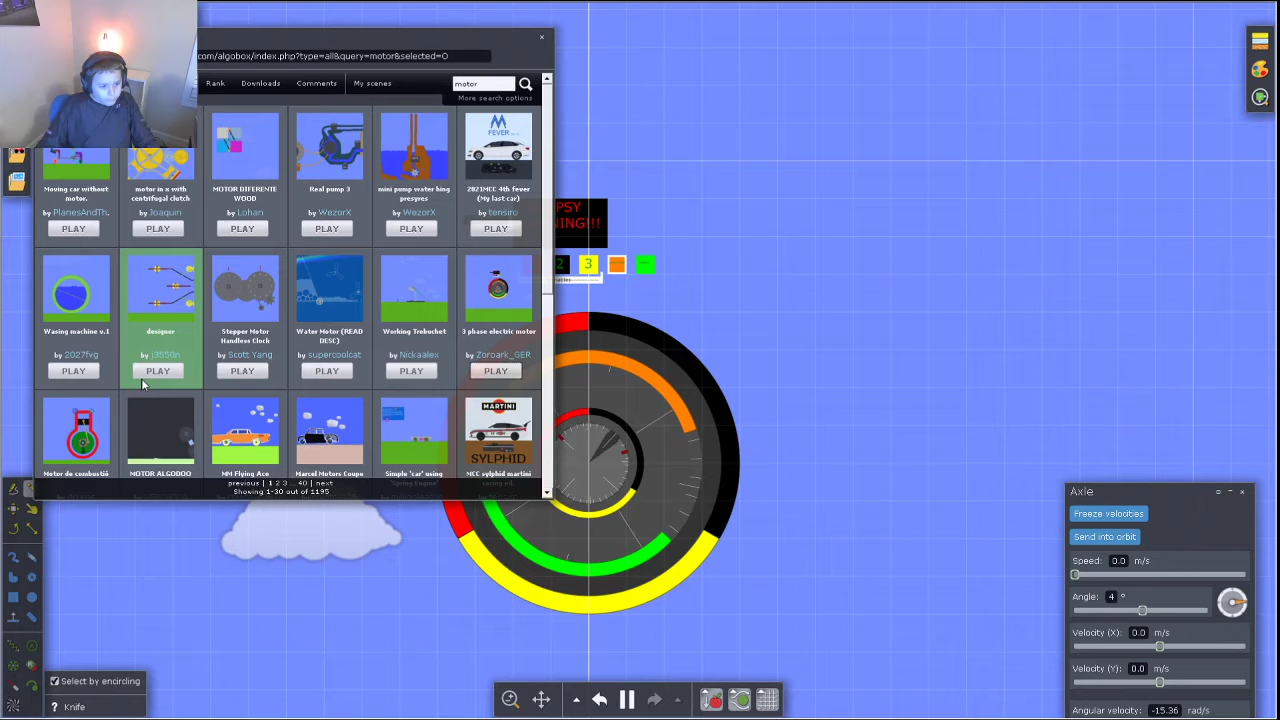 com/algobox/index.php?type=all&query=motor&selected=0
Rank Downloads Comments My scenes motor
More search options
FEVER
Moving car without motor.
by PlanesAndTh.
PLAY
motor in x with centrifugal clutch
by Joaquin
PLAY
MOTOR DIFERENTE WOOD
by Lohan
PLAY
Real pump 3
by WezorX
PLAY
mini pump water hing presyres
by WezorX
PLAY
2021MCC 4th fever (My last car)
by tensiro
PLAY
PSY
NING!!!
2 3
Wasing machine v.1
by 2027fvg
PLAY
designer
by j3550n
PLAY
Stepper Motor Handless Clock
by Scott Yang
PLAY
Water Motor (READ DESC)
by supercoolcat
PLAY
Working Trebuchet
by Nickaalex
PLAY
3 phase electric motor
by Zoroark_GER
PLAY
MARTINI
SYLPHID
Motor de combustió
MOTOR ALGODOO
MM Flying Ace
Marcel Motors Coupe
Simple 'car' using
MCC sylphid martini
previous | 1 2 3 ... 40 | next
Showing 1-30 out of 1195
Axle
Freeze velocities
Send into orbit
Speed: 0.0 m/s
Angle: 4 °
Velocity (X): 0.0 m/s
Velocity (Y): 0.0 m/s
Angular velocity: -15.36 rad/s
Select by encircling
? Knife